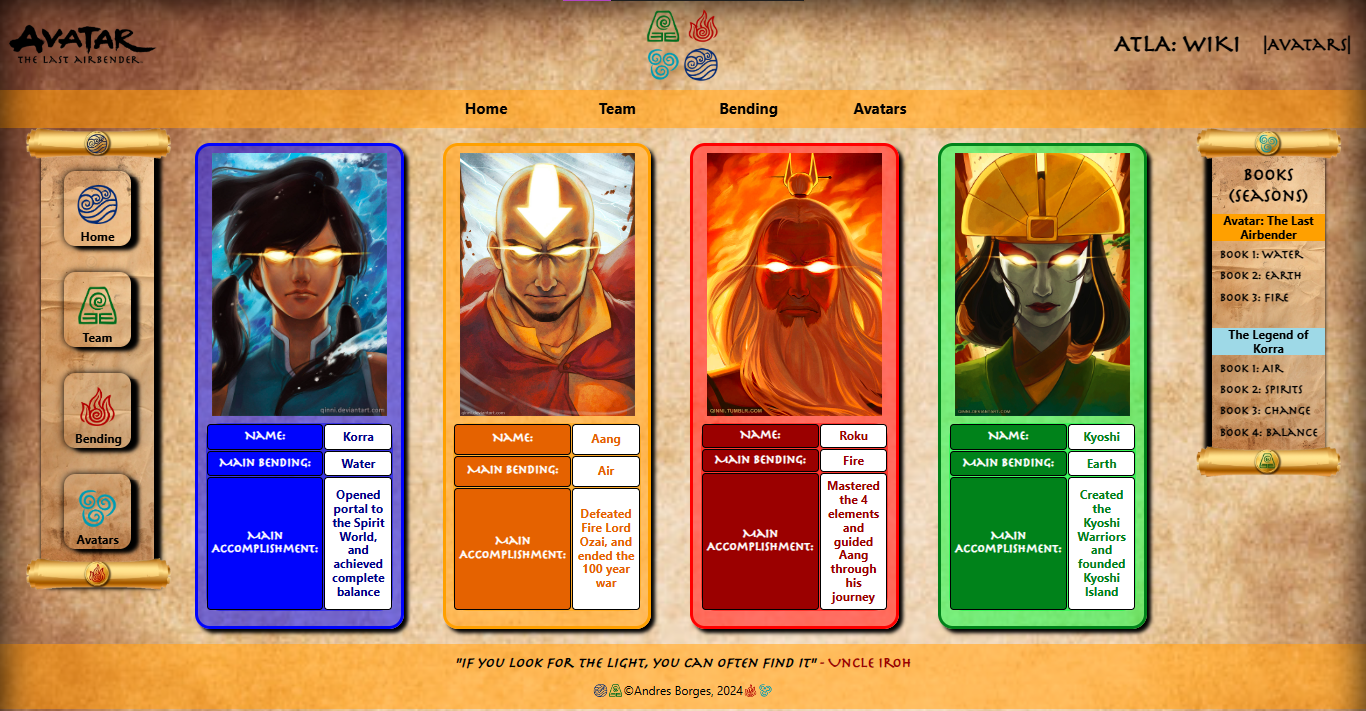 AVATAR
THE LAST AIRBENDER.
ATLA: WIKI
|AVATARS|
Home
Team
Bending
Avatars
Home
Team
Bending
Avatars
qinni.deviantart.com
NAME:
Korra
MAIN BENDING:
Water
MAIN
ACCOMPLISHMENT:
Opened
portal to
the Spirit
World,
and
achieved
complete
balance
NAME:
Aang
MAIN BENDING:
Air
MAIN
ACCOMPLISHMENT:
Defeated
Fire Lord
Ozai, and
ended the
100 year
war
QINNI.TUMBLR.COM
NAME:
Roku
MAIN BENDING:
Fire
MAIN
ACCOMPLISHMENT:
Mastered
the 4
elements
and
guided
Aang
through
his
journey
NAME:
Kyoshi
MAIN BENDING:
Earth
MAIN
ACCOMPLISHMENT:
Created
the
Kyoshi
Warriors
and
founded
Kyoshi
Island
BOOKS
(SEASONS)
Avatar: The Last
Airbender
BOOK 1: WATER
BOOK 2: EARTH
BOOK 3: FIRE
The Legend of
Korra
BOOK 1: AIR
BOOK 2: SPIRITS
BOOK 3: CHANGE
BOOK 4: BALANCE
"IF YOU LOOK FOR THE LIGHT, YOU CAN OFTEN FIND IT" - UNCLE IROH
©Andres Borges, 2024